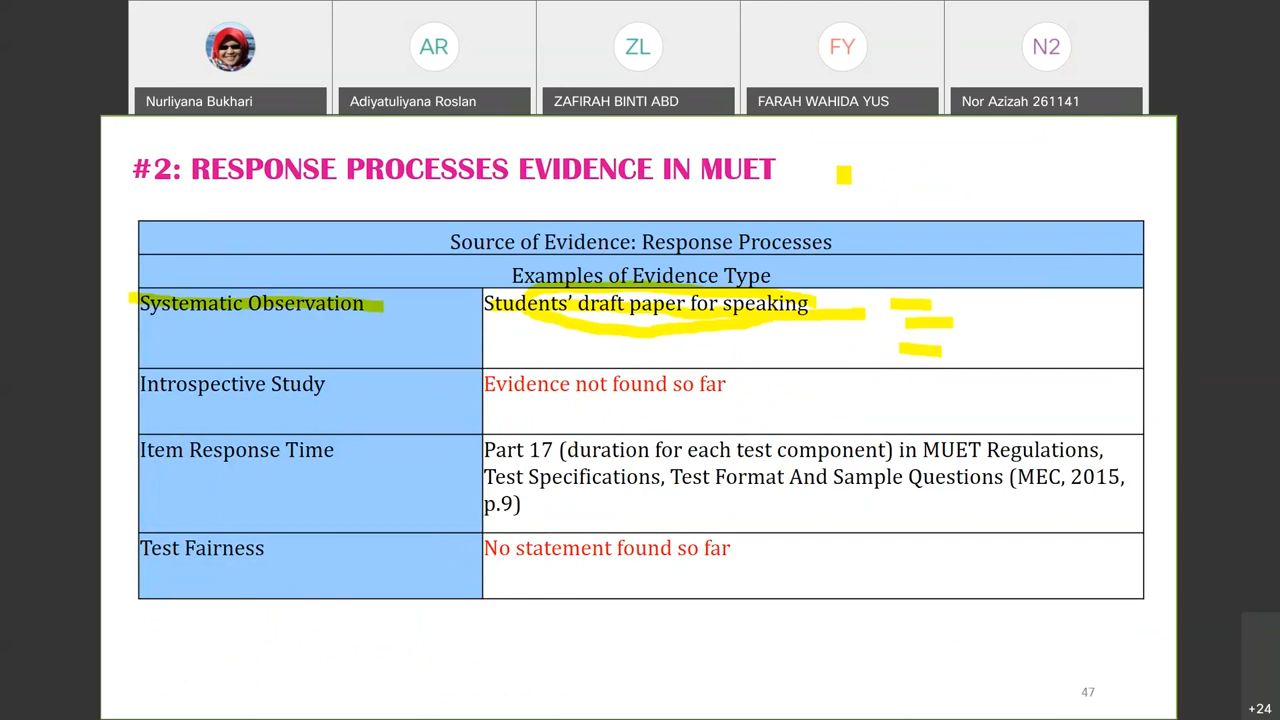 AR
ZL
FY
N2
Nurliyana Bukhari
Adiyatuliyana Roslan
ZAFIRAH BINTI ABD
FARAH WAHIDA YUS
Nor Azizah 261141
#2: RESPONSE PROCESSES EVIDENCE IN MUET
Source of Evidence: Response Processes
Examples of Evidence Type
Systematic Observation
Students’ draft paper for speaking
Introspective Study
Evidence not found so far
Item Response Time
Part 17 (duration for each test component) in MUET Regulations,
Test Specifications, Test Format And Sample Questions (MEC, 2015,
p.9)
Test Fairness
No statement found so far
47
+24